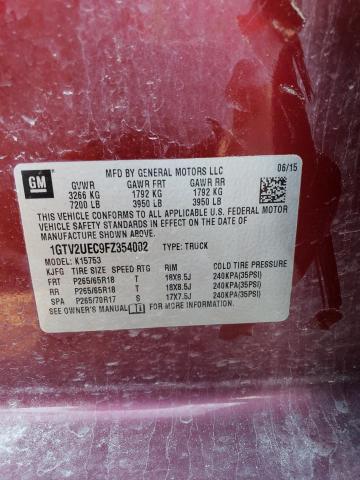 GM
MFD BY GENERAL MOTORS LLC 06/15
GVWR GAWR FRT GAWR RR
3266 KG 1792 KG 1792 KG
7200 LB 3950 LB 3950 LB
THIS VEHICLE CONFORMS TO ALL APPLICABLE U.S. FEDERAL MOTOR
VEHICLE SAFETY STANDARDS IN EFFECT ON THE DATE OF
MANUFACTURE SHOWN ABOVE.
1GTV2UEC9FZ354002 TYPE: TRUCK
MODEL: K15753
KJFG TIRE SIZE SPEED RTG RIM COLD TIRE PRESSURE
FRT P265/65R18 T 18X8.5J 240KPA(35PSI)
RR P265/65R18 T 18X8.5J 240KPA(35PSI)
SPA P265/70R17 S 17X7.5J 240KPA(35PSI)
SEE OWNER'S MANUAL FOR MORE INFORMATION.